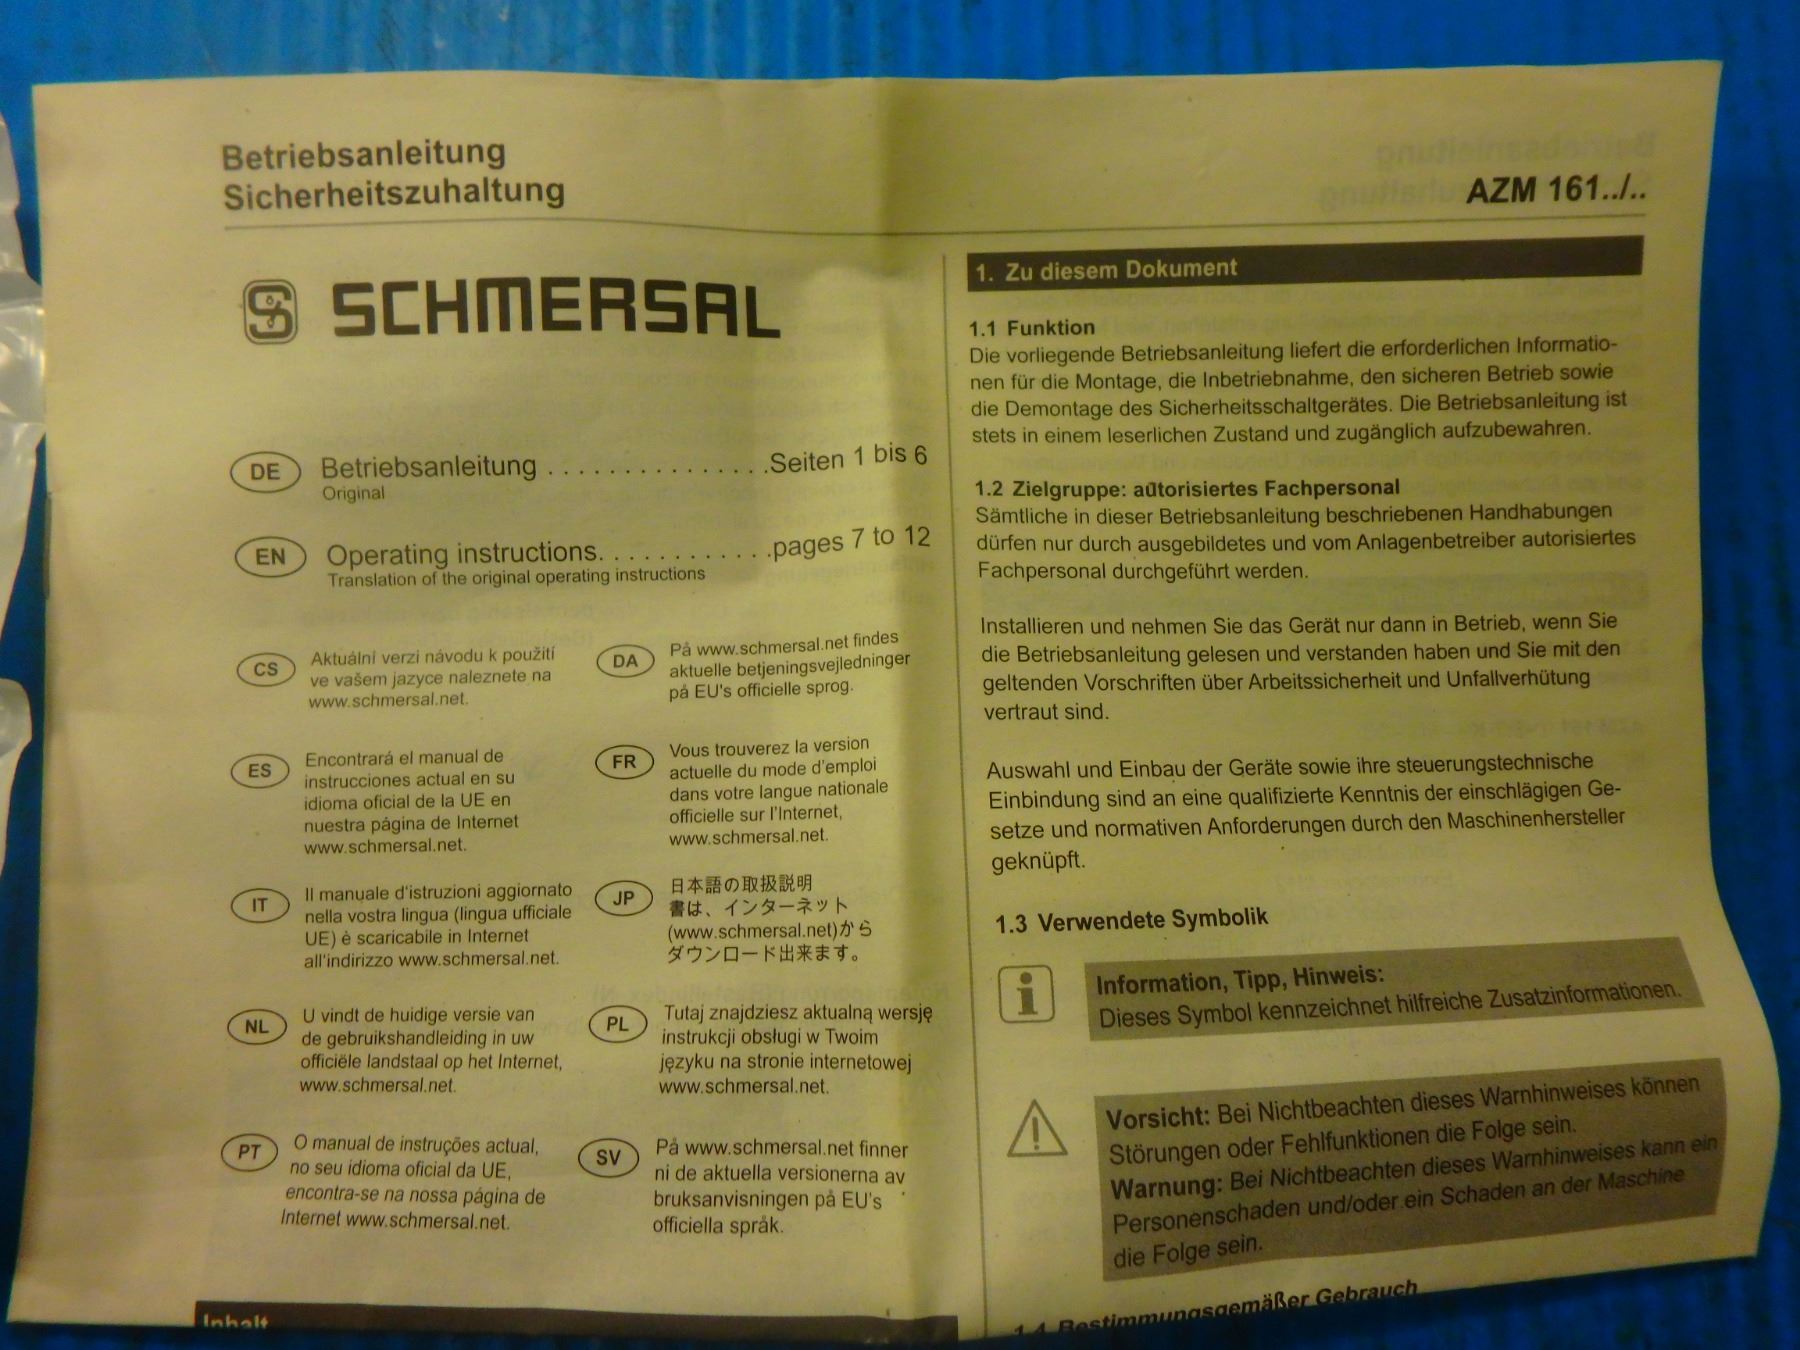 Betriebsanleitung
Sicherheitszuhaltung
AZM 161../..
SCHMERSAL
DE Betriebsanleitung . . . . . . . . . . . . . . . .Seiten 1 bis 6
Original
EN Operating instructions. . . . . . . . . . . . .pages 7 to 12
Translation of the original operating instructions
CS Aktuální verzi návodu k použití
ve vašem jazyce naleznete na
www.schmersal.net.
DA På www.schmersal.net findes
aktuelle betjeningsvejledninger
på EU's officielle sprog.
ES Encontrará el manual de
instrucciones actual en su
idioma oficial de la UE en
nuestra página de Internet
www.schmersal.net.
FR Vous trouverez la version
actuelle du mode d'emploi
dans votre langue nationale
officielle sur l'Internet,
www.schmersal.net.
IT Il manuale d'istruzioni aggiornato
nella vostra lingua (lingua ufficiale
UE) è scaricabile in Internet
all'indirizzo www.schmersal.net.
JP 日本語の取扱説明
書は、インターネット
(www.schmersal.net)から
ダウンロード出来ます。
NL U vindt de huidige versie van
de gebruikshandleiding in uw
officiële landstaal op het Internet,
www.schmersal.net.
PL Tutaj znajdziesz aktualną wersję
instrukcji obsługi w Twoim
języku na stronie internetowej
www.schmersal.net.
PT O manual de instruções actual,
no seu idioma oficial da UE,
encontra-se na nossa página de
Internet www.schmersal.net.
SV På www.schmersal.net finner
ni de aktuella versionerna av
bruksanvisningen på EU's
officiella språk.
Inhalt
1. Zu diesem Dokument
1.1 Funktion
Die vorliegende Betriebsanleitung liefert die erforderlichen Informatio-
nen für die Montage, die Inbetriebnahme, den sicheren Betrieb sowie
die Demontage des Sicherheitsschaltgerätes. Die Betriebsanleitung ist
stets in einem leserlichen Zustand und zugänglich aufzubewahren.
1.2 Zielgruppe: autorisiertes Fachpersonal
Sämtliche in dieser Betriebsanleitung beschriebenen Handhabungen
dürfen nur durch ausgebildetes und vom Anlagenbetreiber autorisiertes
Fachpersonal durchgeführt werden.
Installieren und nehmen Sie das Gerät nur dann in Betrieb, wenn Sie
die Betriebsanleitung gelesen und verstanden haben und Sie mit den
geltenden Vorschriften über Arbeitssicherheit und Unfallverhütung
vertraut sind.
Auswahl und Einbau der Geräte sowie ihre steuerungstechnische
Einbindung sind an eine qualifizierte Kenntnis der einschlägigen Ge-
setze und normativen Anforderungen durch den Maschinenhersteller
geknüpft.
1.3 Verwendete Symbolik
Information, Tipp, Hinweis:
Dieses Symbol kennzeichnet hilfreiche Zusatzinformationen.
Vorsicht: Bei Nichtbeachten dieses Warnhinweises können
Störungen oder Fehlfunktionen die Folge sein.
Warnung: Bei Nichtbeachten dieses Warnhinweises kann ein
Personenschaden und/oder ein Schaden an der Maschine
die Folge sein.
1.4 Bestimmungsgemäßer Gebrauch